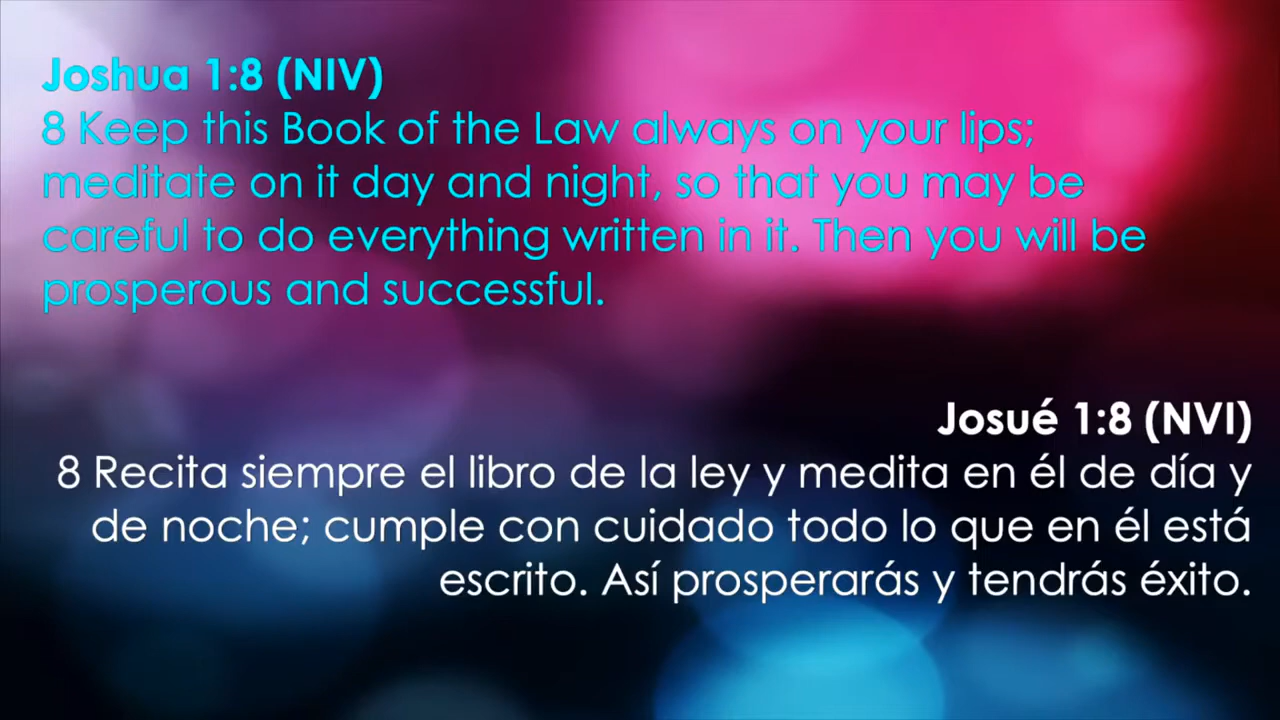 Joshua 1:8 (NIV)
8 Keep this Book of the Law always on your lips;
meditate on it day and night, so that you may be
careful to do everything written in it. Then you will be
prosperous and successful.
Josué 1:8 (NVI)
8 Recita siempre el libro de la ley y medita en él de día y
de noche; cumple con cuidado todo lo que en él está
escrito. Así prosperarás y tendrás éxito.